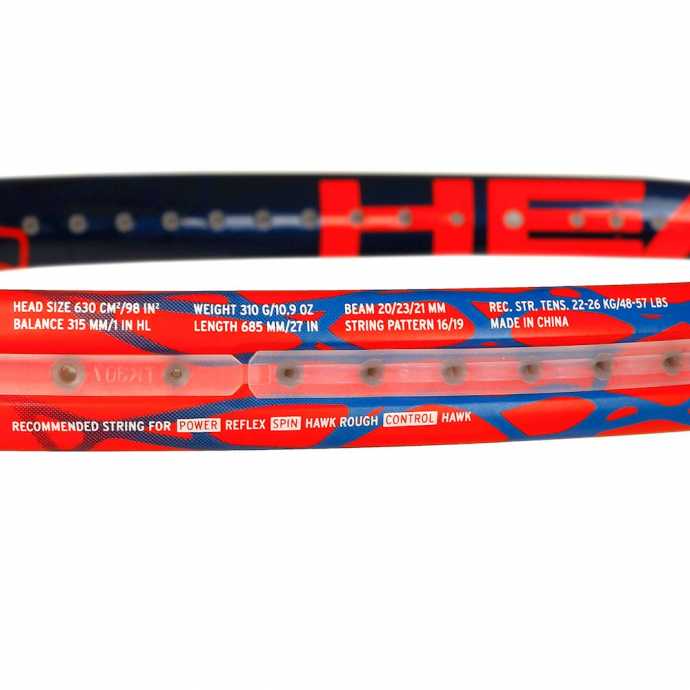 HEA
HEAD SIZE 630 CM²/98 IN²
BALANCE 315 MM/1 IN HL
WEIGHT 310 G/10.9 OZ
LENGTH 685 MM/27 IN
BEAM 20/23/21 MM
STRING PATTERN 16/19
REC. STR. TENS. 22-26 KG/48-57 LBS
MADE IN CHINA
RECOMMENDED STRING FOR POWER REFLEX SPIN HAWK ROUGH CONTROL HAWK